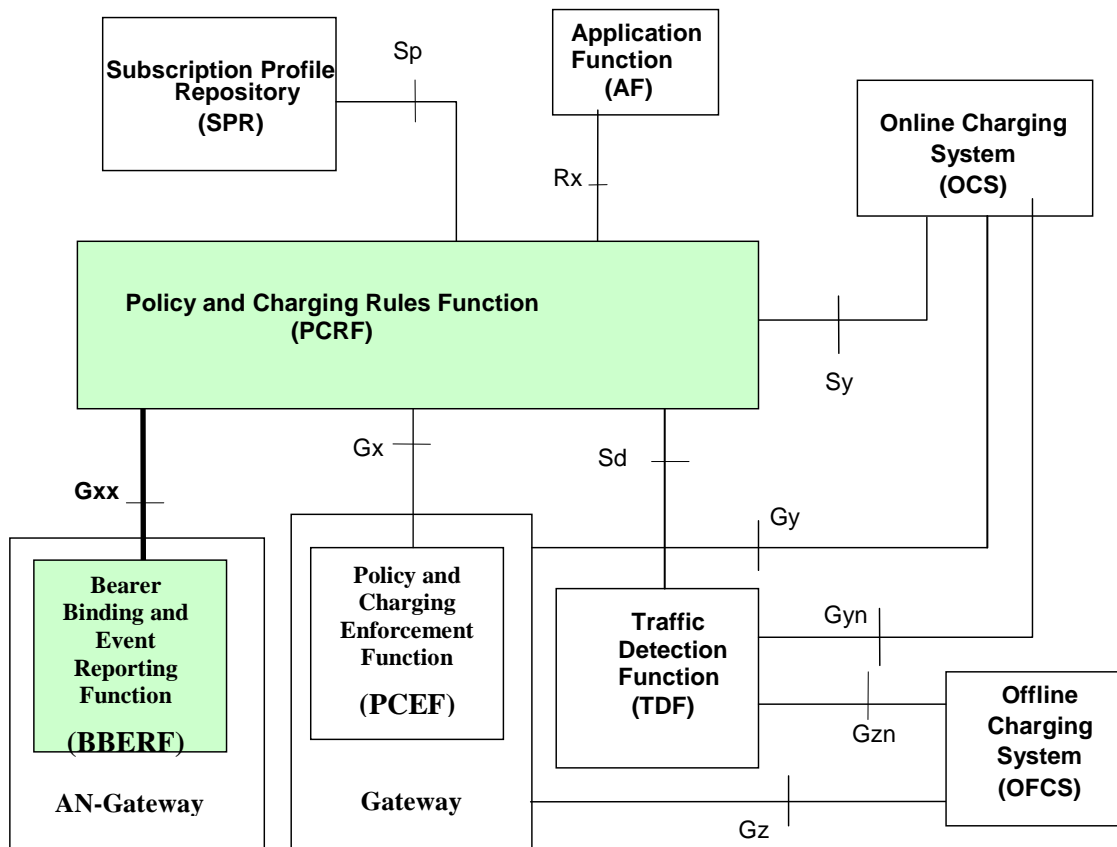 Subscription Profile
Repository
(SPR)
Sp
Application
Function
(AF)
Rx
Online Charging
System
(OCS)
Policy and Charging Rules Function
(PCRF)
Sy
Gxx
Gx
Sd
Gy
Bearer
Binding and
Event
Reporting
Function
(BBERF)
AN-Gateway
Policy and
Charging
Enforcement
Function
(PCEF)
Gateway
Traffic
Detection
Function
(TDF)
Gyn
Gzn
Gz
Offline
Charging
System
(OFCS)